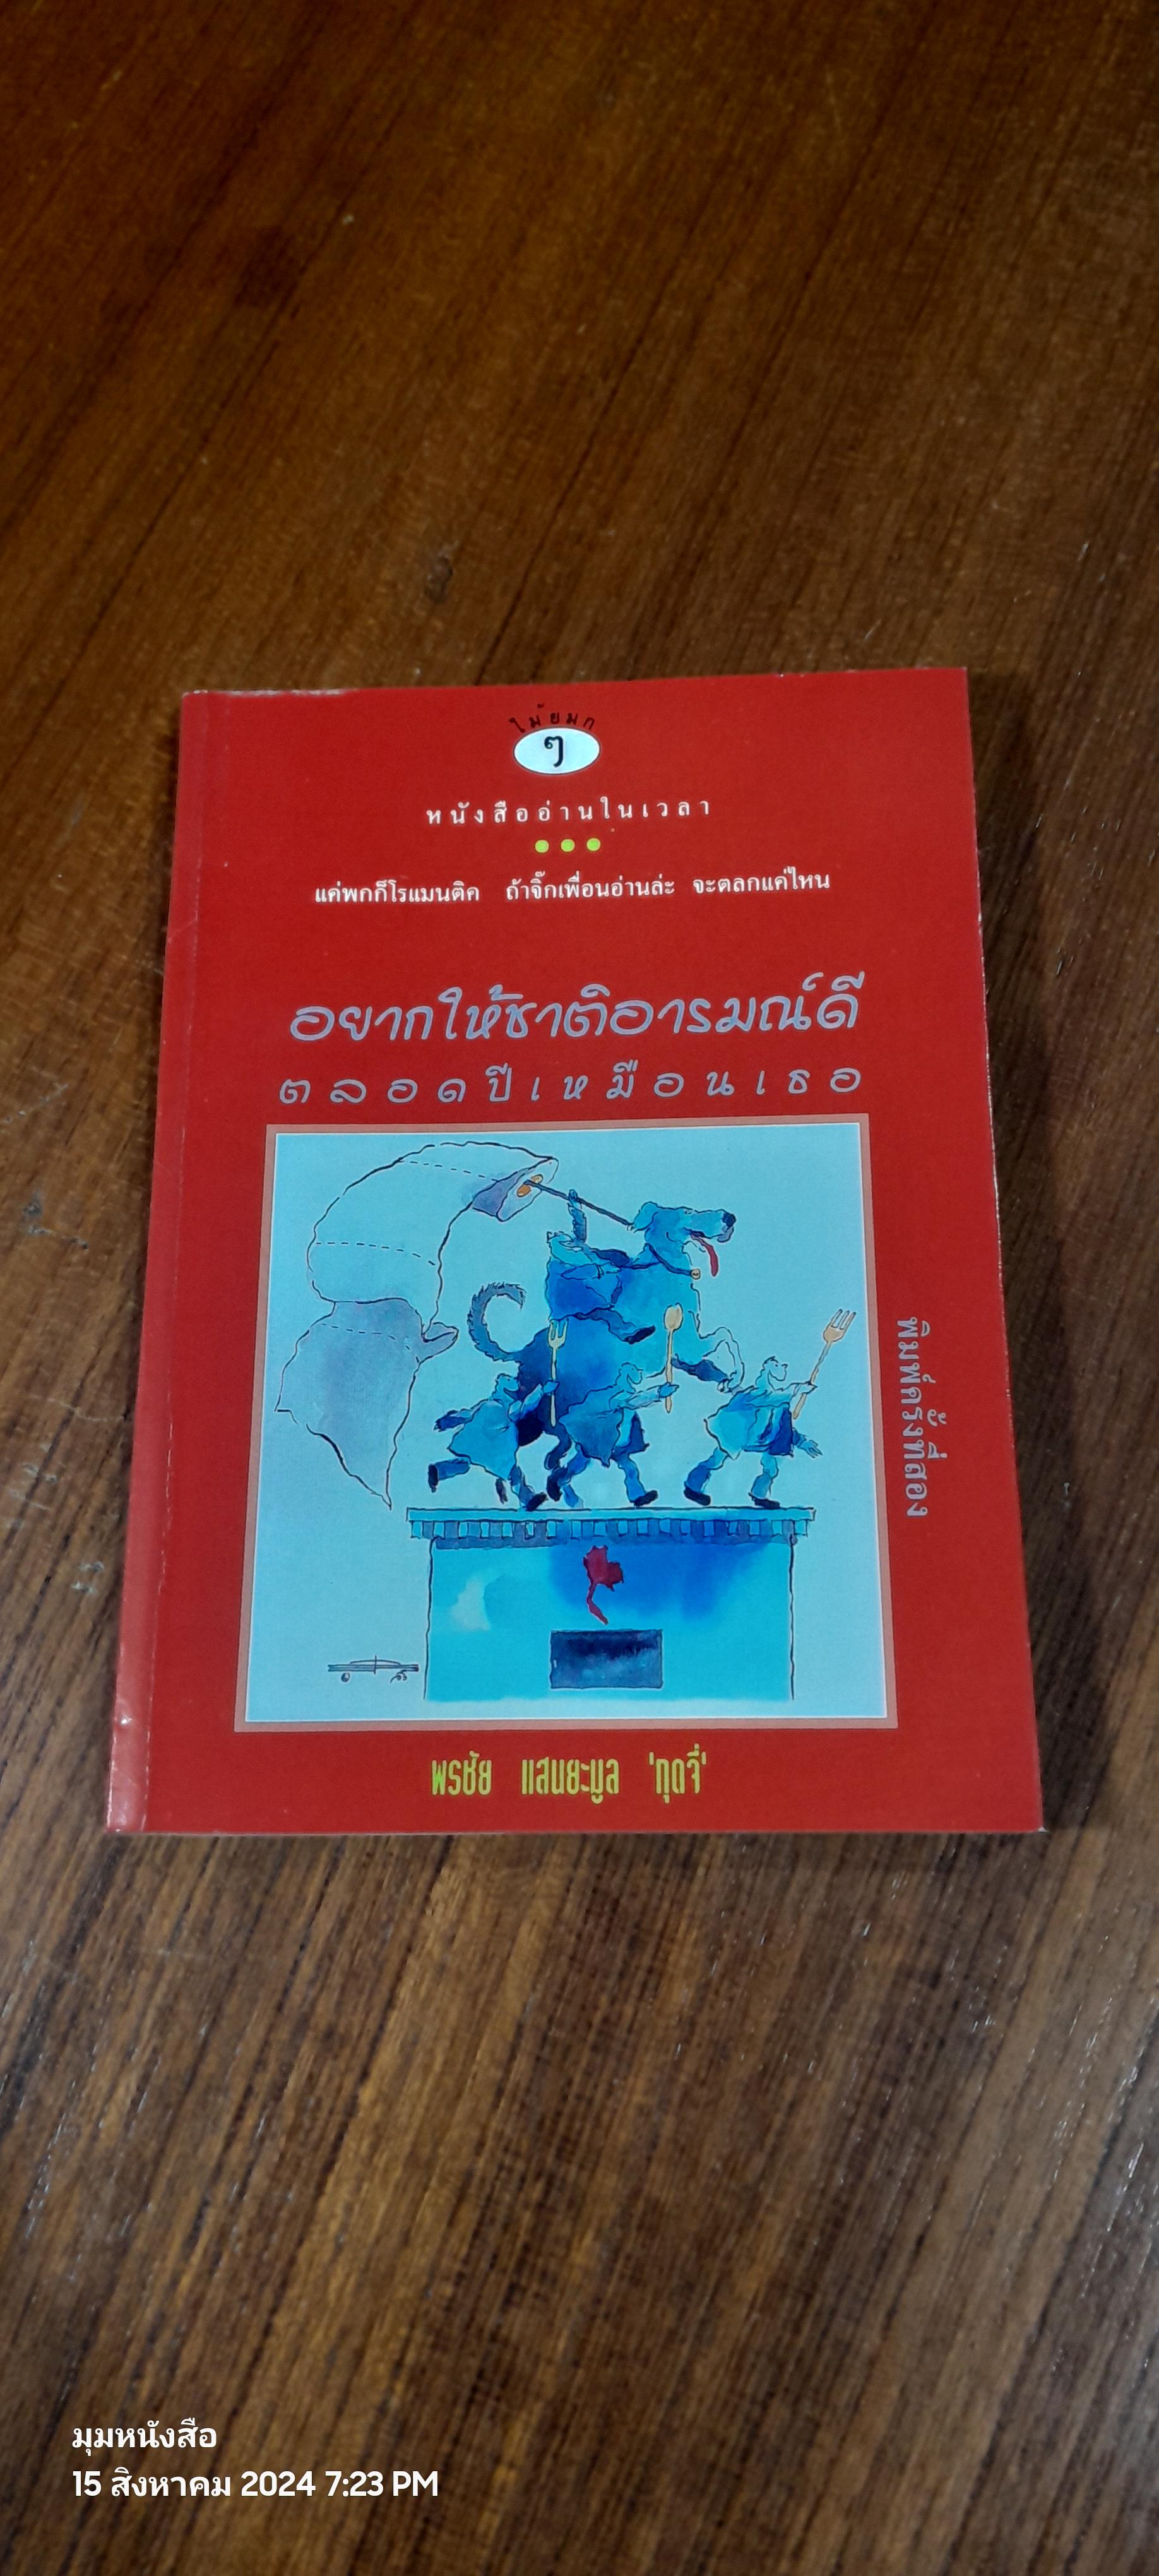 ไม้ยมก
ๆ
หนังสืออ่านในเวลา
แค่พกก็โรแมนติค ถ้าจิ๊กเพื่อนอ่านล่ะ จะตลกแค่ไหน
อยากให้ชาติอารมณ์ดี
ตลอดปีเหมือนเธอ
พิมพ์ครั้งที่สอง
พรชัย แสนยะมูล 'กุดจี่'
มุมหนังสือ
15 สิงหาคม 2024 7:23 PM